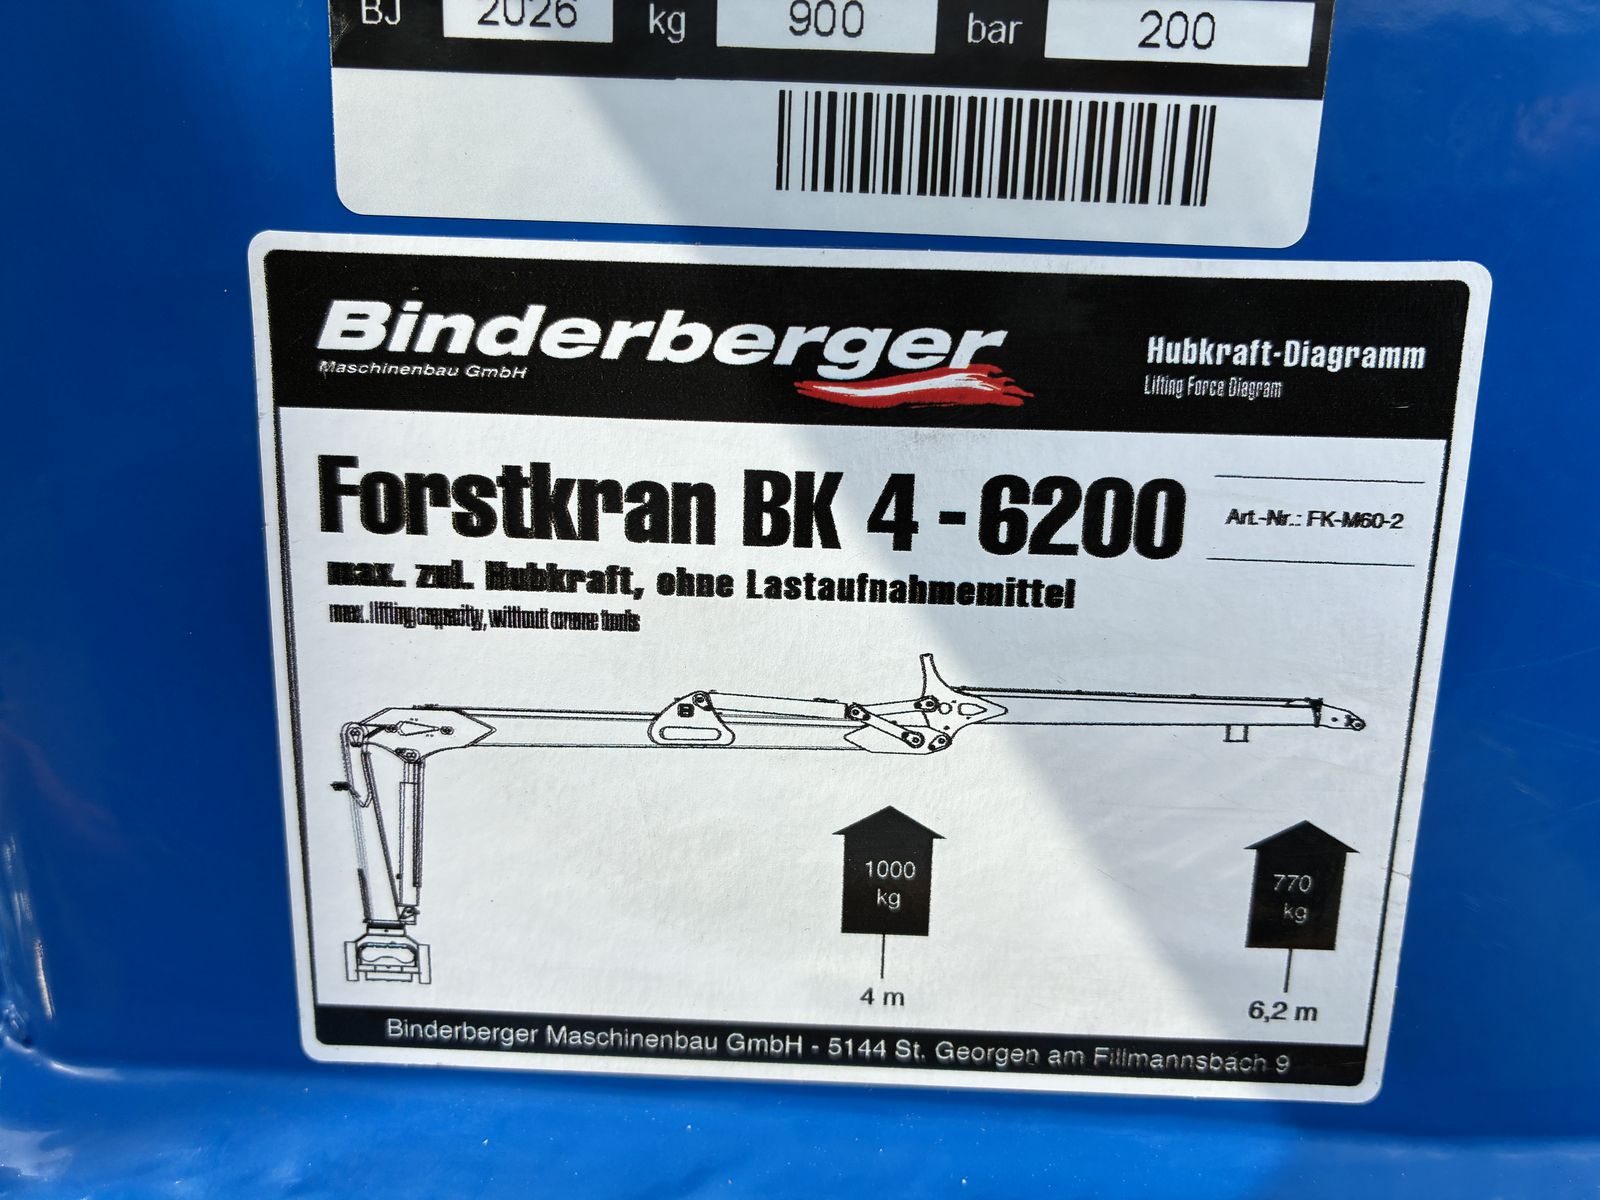 BJ 2026 kg 900 bar 200
Binderberger
Maschinenbau GmbH
Hubkraft-Diagramm
Lifting Force Diagram
Forstkran BK 4 - 6200
Art.-Nr.: FK-M60-2
max. zul. Hubkraft, ohne Lastaufnahmemittel
max. lifting capacity, without crane tools
1000
kg
770
kg
4 m
6,2 m
Binderberger Maschinenbau GmbH - 5144 St. Georgen am Fillmannsbach 9